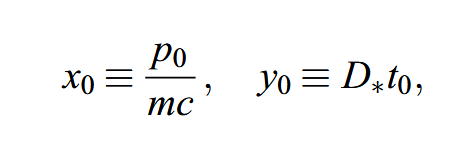 x₀ ≡ p₀/mc, y₀ ≡ D∗t₀,